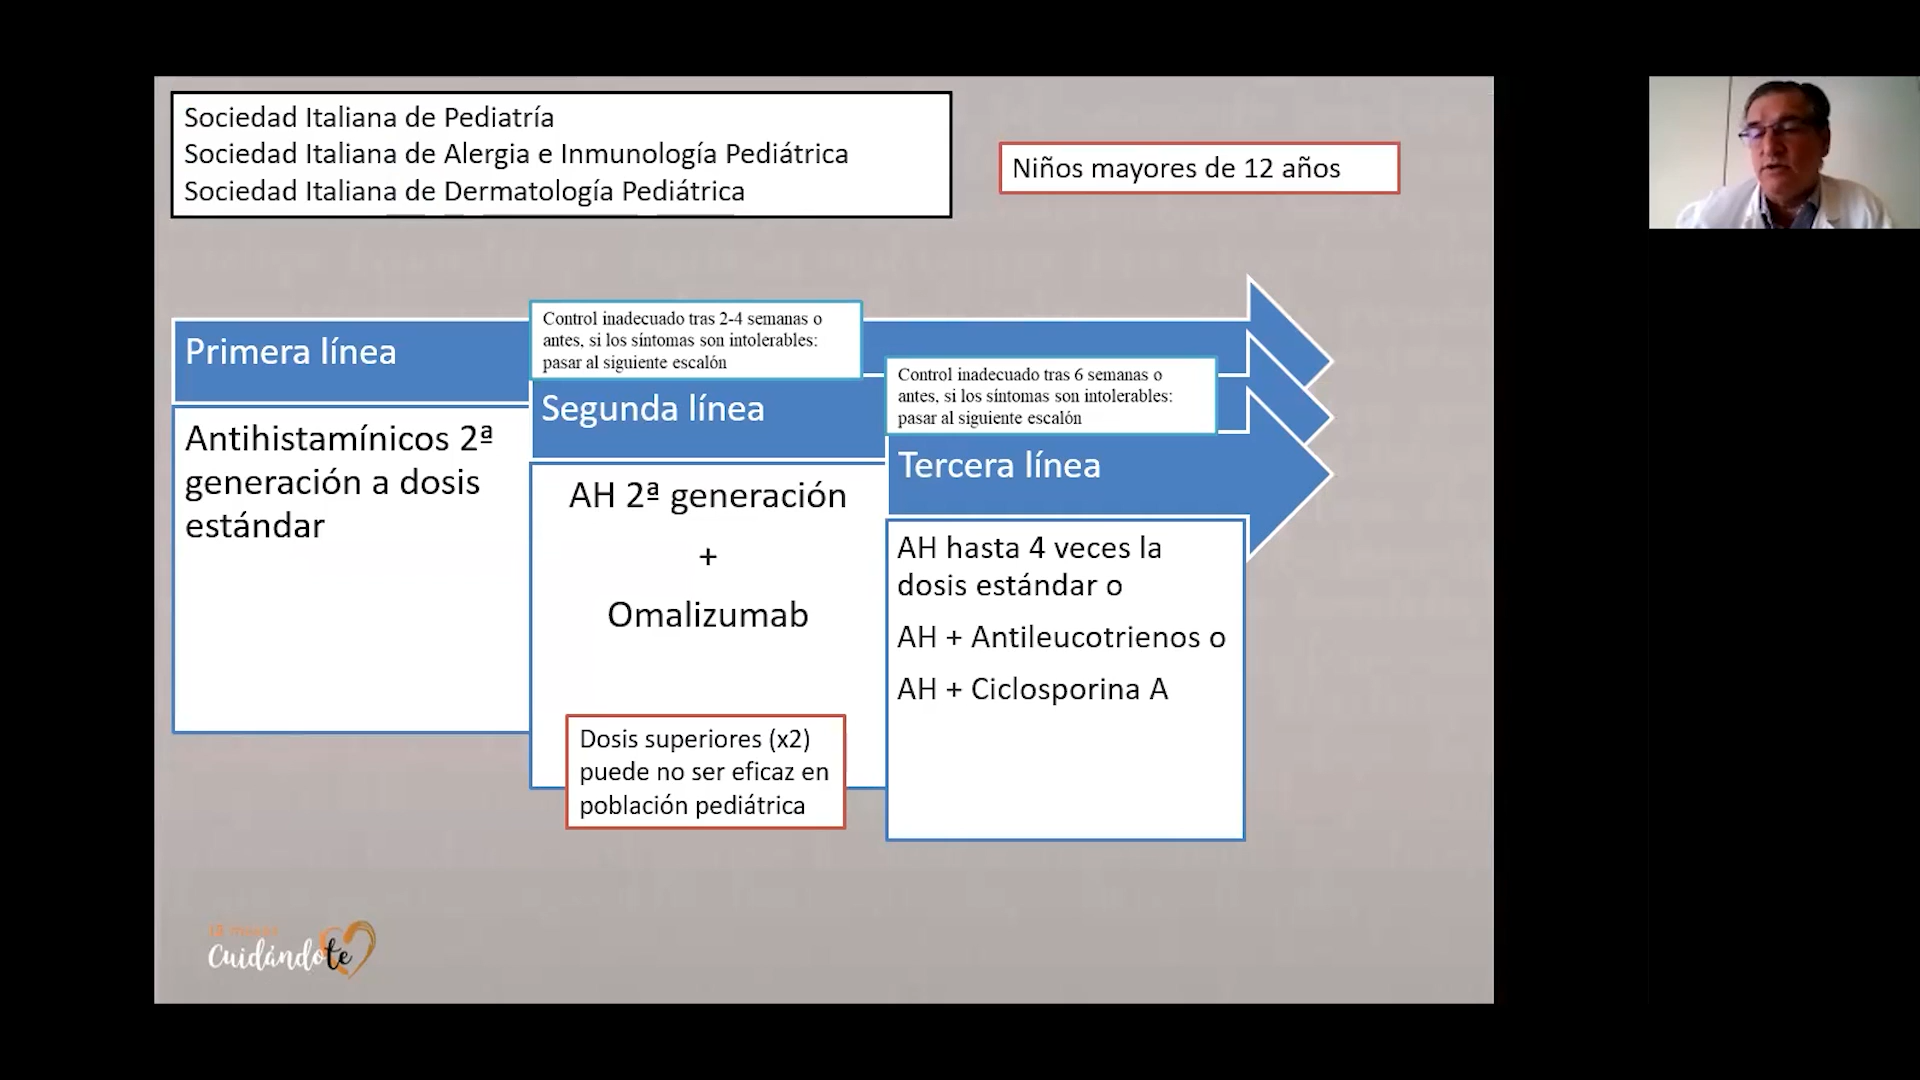 Sociedad Italiana de Pediatría
Sociedad Italiana de Alergia e Inmunología Pediátrica
Sociedad Italiana de Dermatología Pediátrica
Niños mayores de 12 años
Primera línea
Antihistamínicos 2ª
generación a dosis
estándar
Control inadecuado tras 2-4 semanas o
antes, si los síntomas son intolerables:
pasar al siguiente escalón
Segunda línea
AH 2ª generación
+
Omalizumab
Dosis superiores (x2)
puede no ser eficaz en
población pediátrica
Control inadecuado tras 6 semanas o
antes, si los síntomas son intolerables:
pasar al siguiente escalón
Tercera línea
AH hasta 4 veces la
dosis estándar o
AH + Antileucotrienos o
AH + Ciclosporina A
Cuidándote